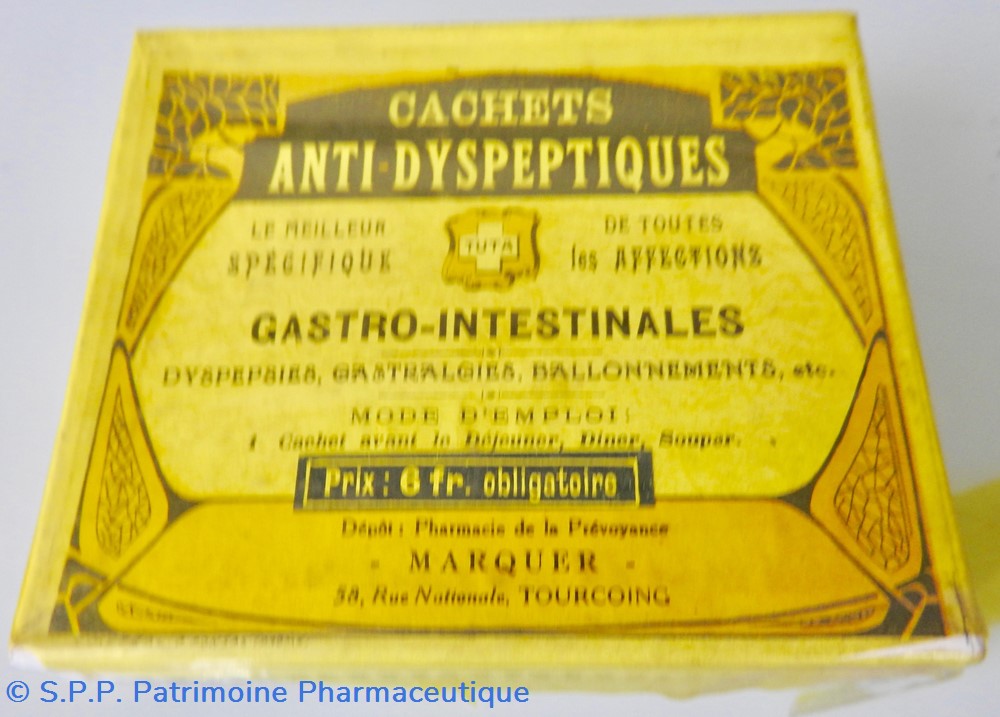 CACHETS
ANTI-DYSPEPTIQUES
LE MEILLEUR
SPÉCIFIQUE
TUTA
DE TOUTES
les AFFECTIONS
GASTRO-INTESTINALES
DYSPEPSIES, GASTRALGIES, BALLONNEMENTS, etc.
MODE D'EMPLOI:
1 Cachet avant le Déjeuner, Dîner, Souper.
Prix : 6 fr. obligatoire
Dépôt : Pharmacie de la Prévoyance
- MARQUER -
58, Rue Nationale, TOURCOING
© S.P.P. Patrimoine Pharmaceutique